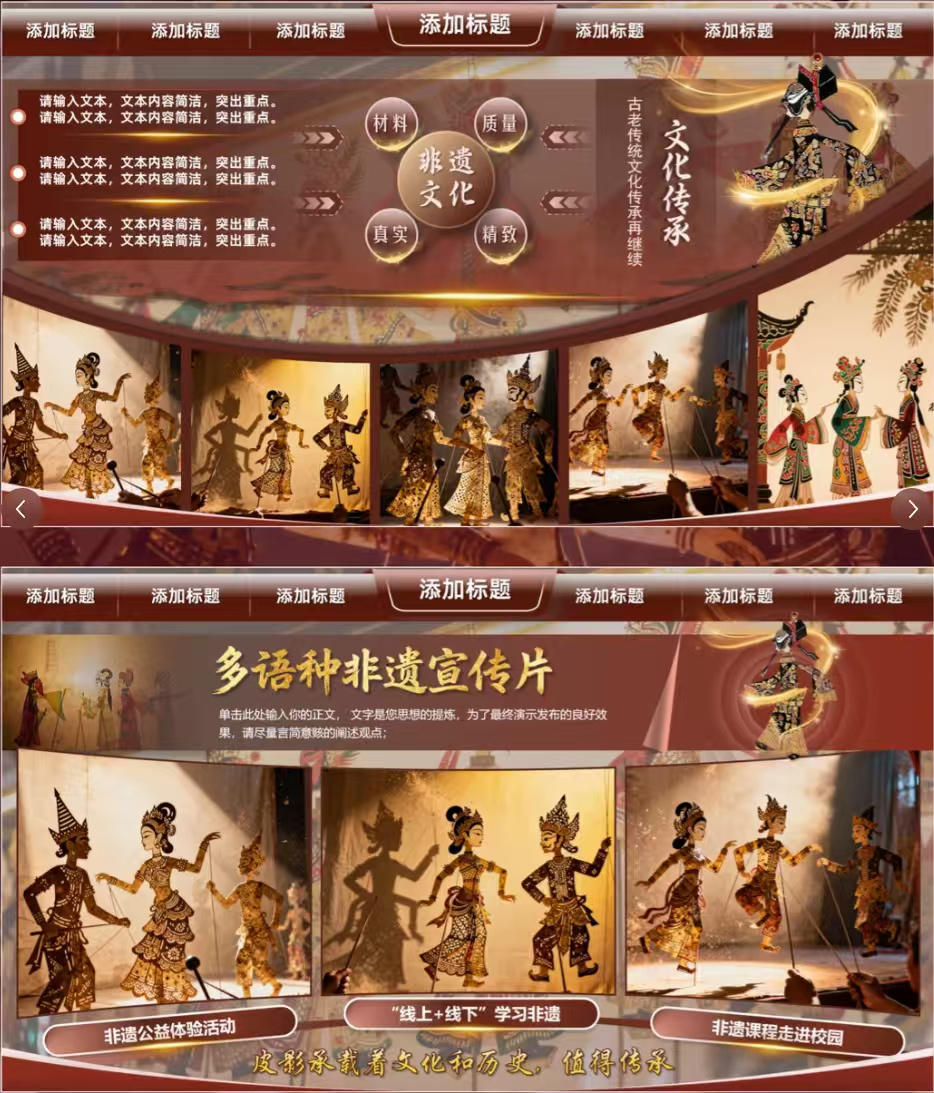 添加标题 添加标题 添加标题 添加标题 添加标题 添加标题 添加标题
请输入文本，文本内容简洁，突出重点。
请输入文本，文本内容简洁，突出重点。
请输入文本，文本内容简洁，突出重点。
请输入文本，文本内容简洁，突出重点。
请输入文本，文本内容简洁，突出重点。
请输入文本，文本内容简洁，突出重点。
材料
质量
非遗
文化
真实
精致
古老传统文化传承再继续
文化传承
添加标题 添加标题 添加标题 添加标题 添加标题 添加标题 添加标题
多语种非遗宣传片
单击此处输入你的正文， 文字是您思想的提炼，为了最终演示发布的良好效
果，请尽量言简意赅的阐述观点；
非遗公益体验活动
“线上+线下”学习非遗
非遗课程走进校园
皮影承载着文化和历史，值得传承